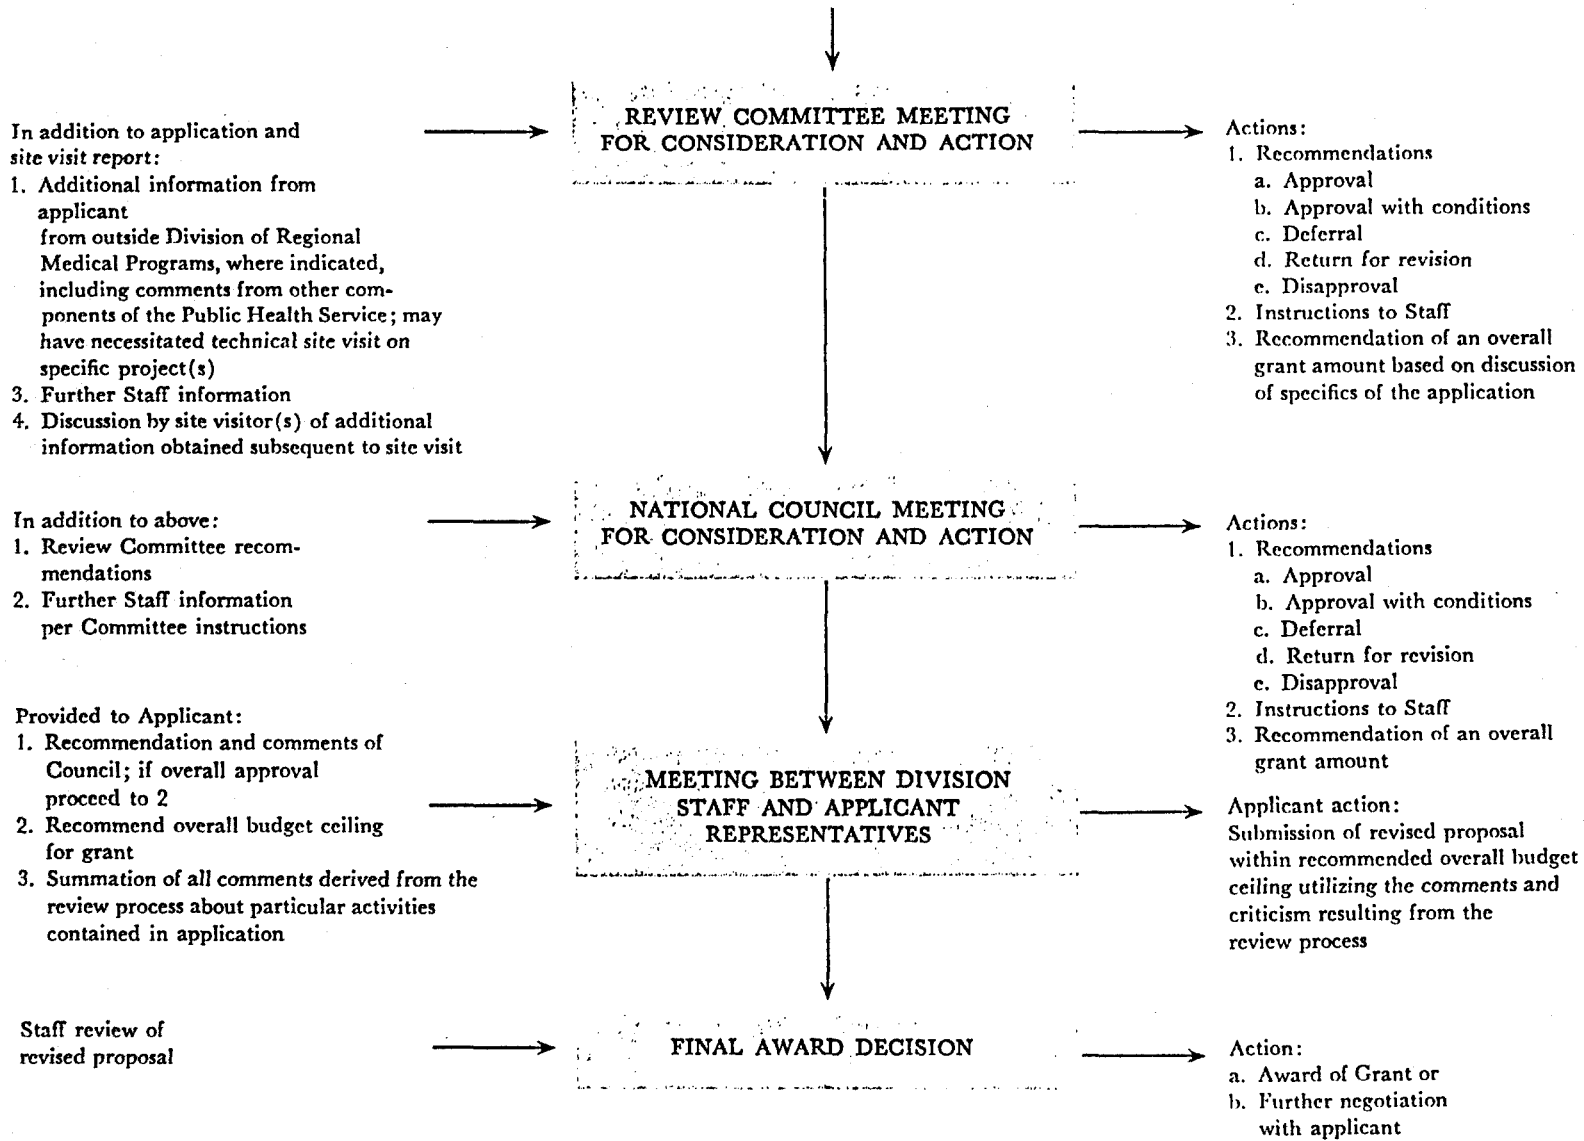 REVIEW COMMITTEE MEETING
FOR CONSIDERATION AND ACTION
In addition to application and
site visit report:
1. Additional information from
applicant
from outside Division of Regional
Medical Programs, where indicated,
including comments from other com-
ponents of the Public Health Service; may
have necessitated technical site visit on
specific project(s)
3. Further Staff information
4. Discussion by site visitor(s) of additional
information obtained subsequent to site visit
Actions:
1. Recommendations
a. Approval
b. Approval with conditions
c. Deferral
d. Return for revision
e. Disapproval
2. Instructions to Staff
3. Recommendation of an overall
grant amount based on discussion
of specifics of the application
NATIONAL COUNCIL MEETING
FOR CONSIDERATION AND ACTION
In addition to above:
1. Review Committee recom-
mendations
2. Further Staff information
per Committee instructions
Actions:
1. Recommendations
a. Approval
b. Approval with conditions
c. Deferral
d. Return for revision
e. Disapproval
2. Instructions to Staff
3. Recommendation of an overall
grant amount
Provided to Applicant:
1. Recommendation and comments of
Council; if overall approval
proceed to 2
2. Recommend overall budget ceiling
for grant
3. Summation of all comments derived from the
review process about particular activities
contained in application
MEETING BETWEEN DIVISION
STAFF AND APPLICANT
REPRESENTATIVES
Applicant action:
Submission of revised proposal
within recommended overall budget
ceiling utilizing the comments and
criticism resulting from the
review process
Staff review of
revised proposal
FINAL AWARD DECISION
Action:
a. Award of Grant or
b. Further negotiation
with applicant